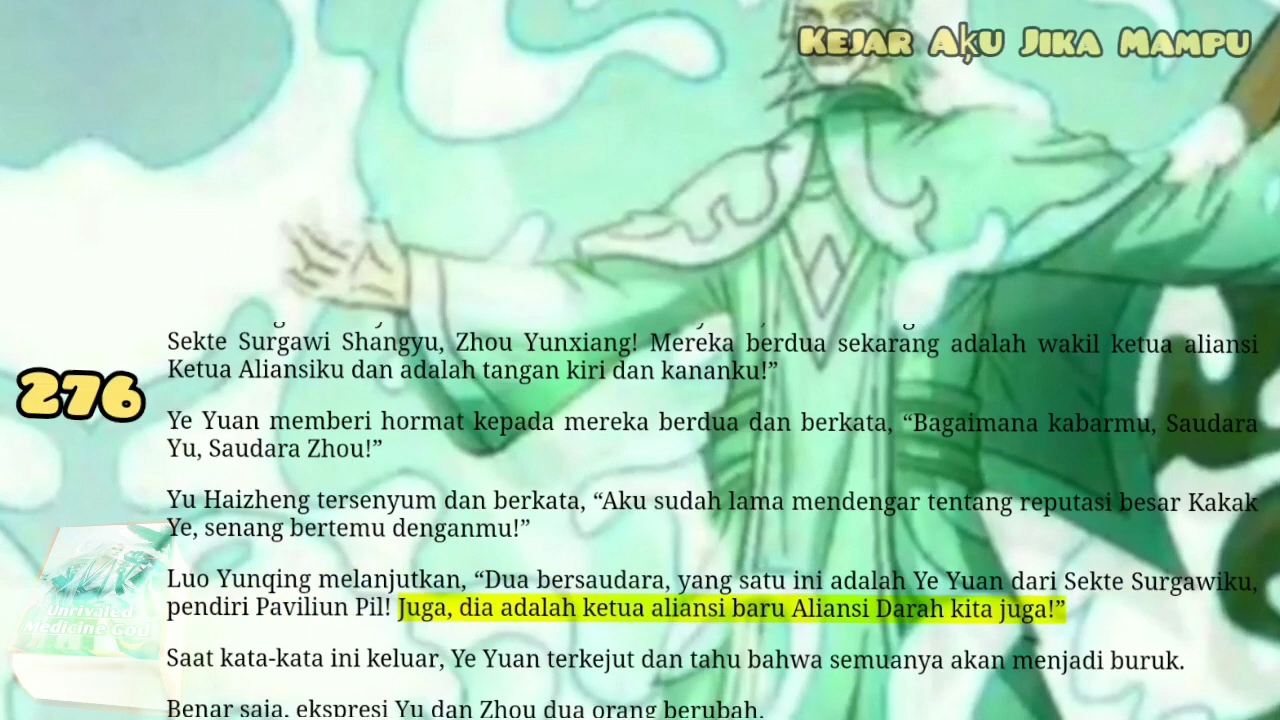 Kejar Aķu Jika Mampu
Sekte Surgawi Shangyu, Zhou Yunxiang! Mereka berdua sekarang adalah wakil ketua aliansi
Ketua Aliansiku dan adalah tangan kiri dan kananku!”
276
Ye Yuan memberi hormat kepada mereka berdua dan berkata, “Bagaimana kabarmu, Saudara
Yu, Saudara Zhou!”
Yu Haizheng tersenyum dan berkata, “Aku sudah lama mendengar tentang reputasi besar Kakak
Ye, senang bertemu denganmu!”
Luo Yunqing melanjutkan, “Dua bersaudara, yang satu ini adalah Ye Yuan dari Sekte Surgawiku,
pendiri Paviliun Pil! Juga, dia adalah ketua aliansi baru Aliansi Darah kita juga!”
Unrivaled
Medicine God
Saat kata-kata ini keluar, Ye Yuan terkejut dan tahu bahwa semuanya akan menjadi buruk.
Benar saja, ekspresi Yu dan Zhou dua orang berubah.